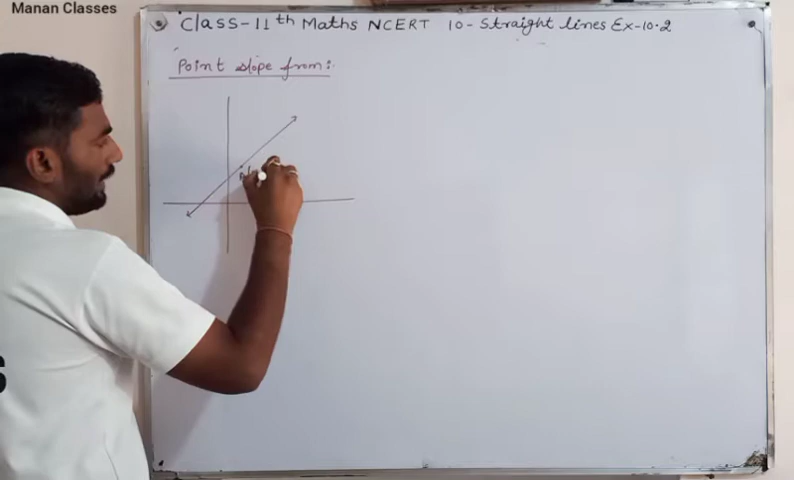 Manan Classes
Class-11th Maths NCERT 10-Straight lines Ex-10.2
Point slope from: